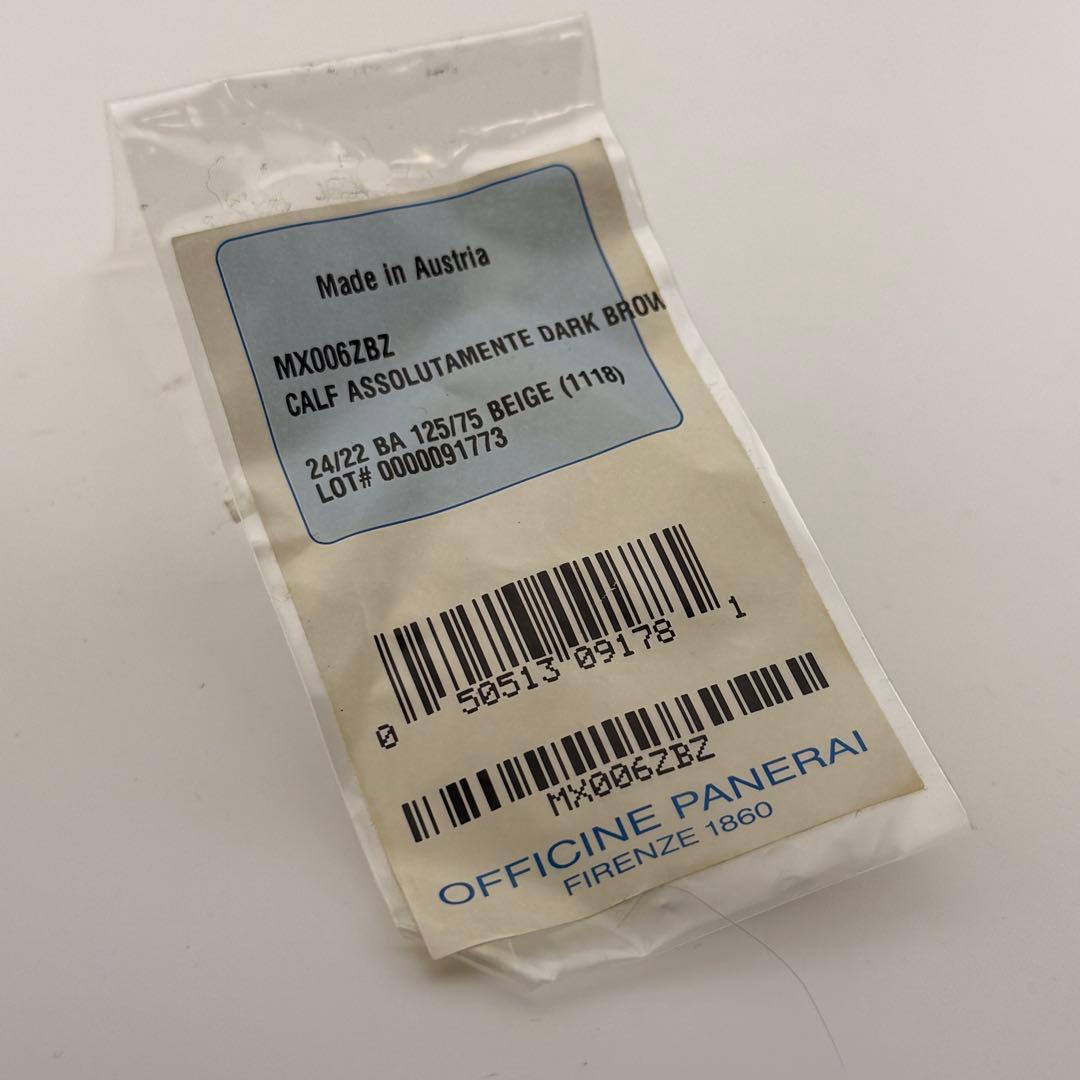 Made in Austria
MX006ZBZ
CALF ASSOLUTAMENTE DARK BROW
24/22 BA 125/75 BEIGE (1118)
LOT# 0000091773
0 50513 09178 1
MX006ZBZ
OFFICINE PANERAI
FIRENZE 1860